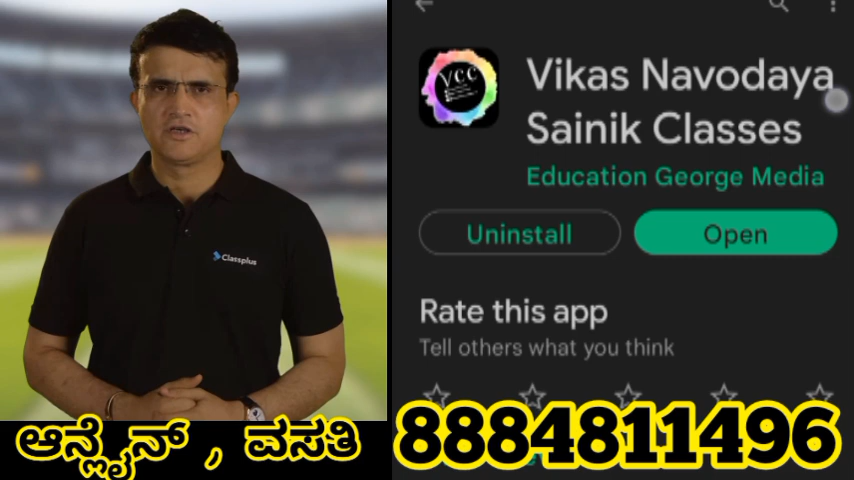 Classplus
VCC
Vikas Navodaya
Sainik Classes
Education George Media
Uninstall
Open
Rate this app
Tell others what you think
ಆನ್ಲೈನ್ , ವಸತಿ
8884811496